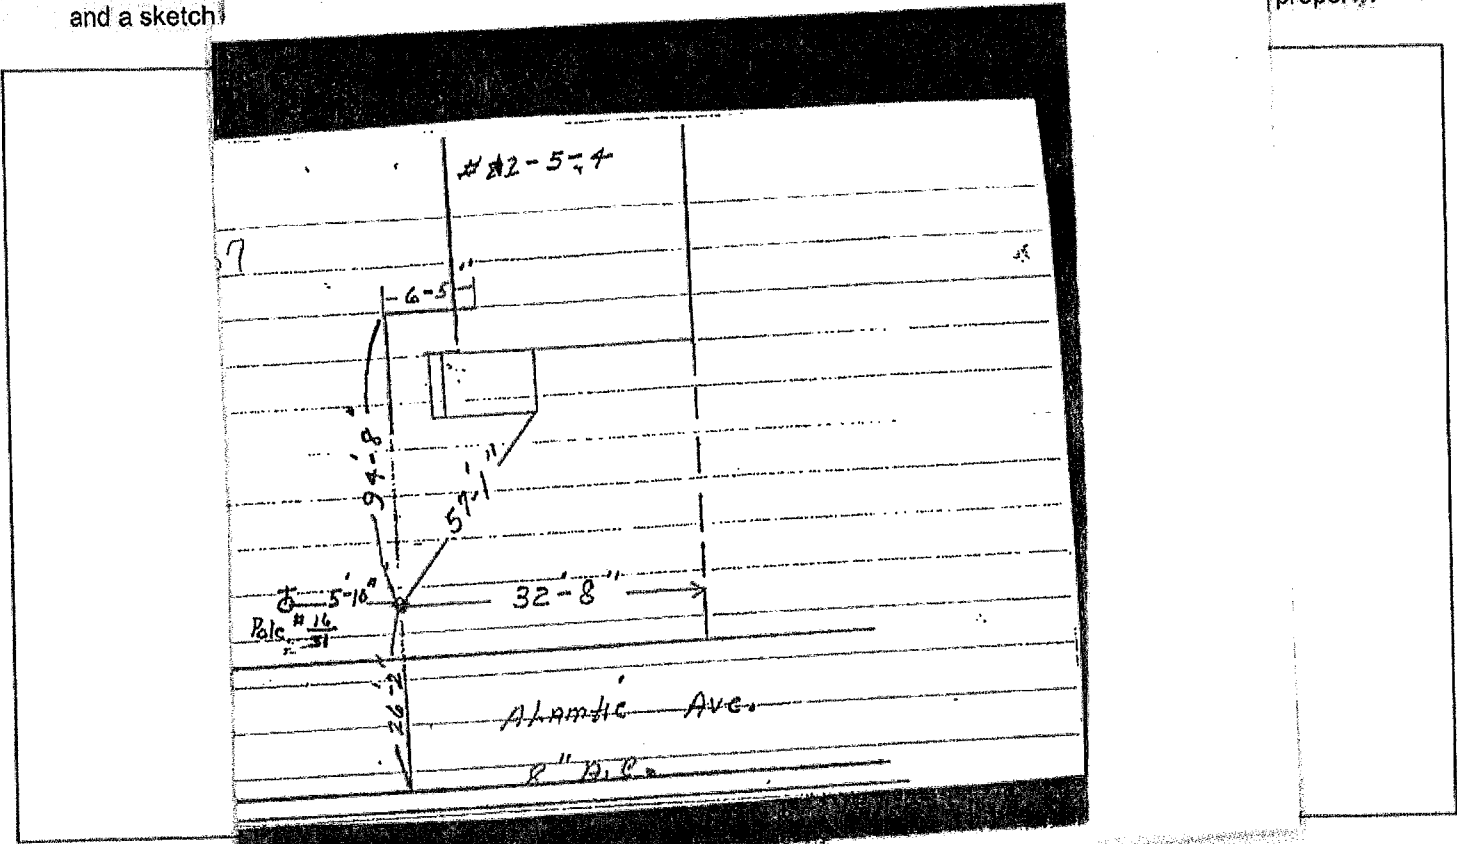 and a sketch
# 12-5-4
7
6-5"
94'-8"
57'-1"
5'-10"
32'-8"
Pole # 16
51
26'-2"
Atlantic Ave.
8" A.C.